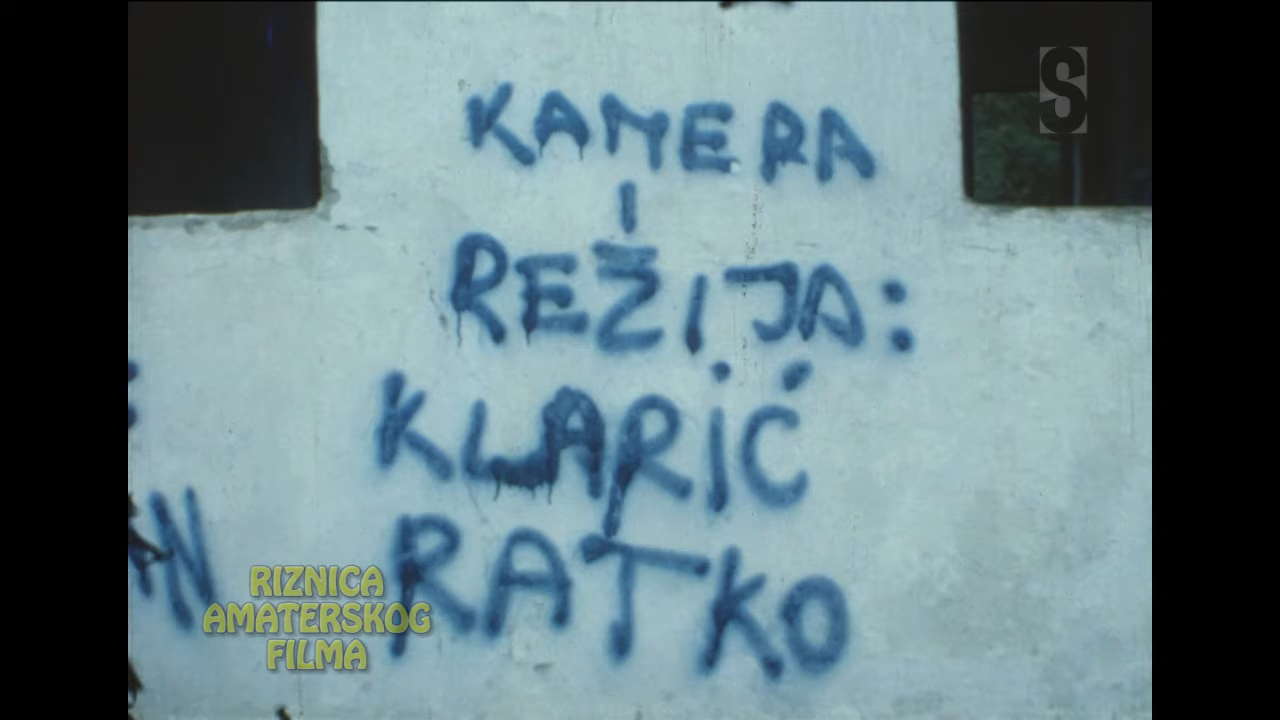 S
KAMERA
I
REŽIJA:
KLARIĆ
RATKO
RIZNICA
AMATERSKOG
FILMA